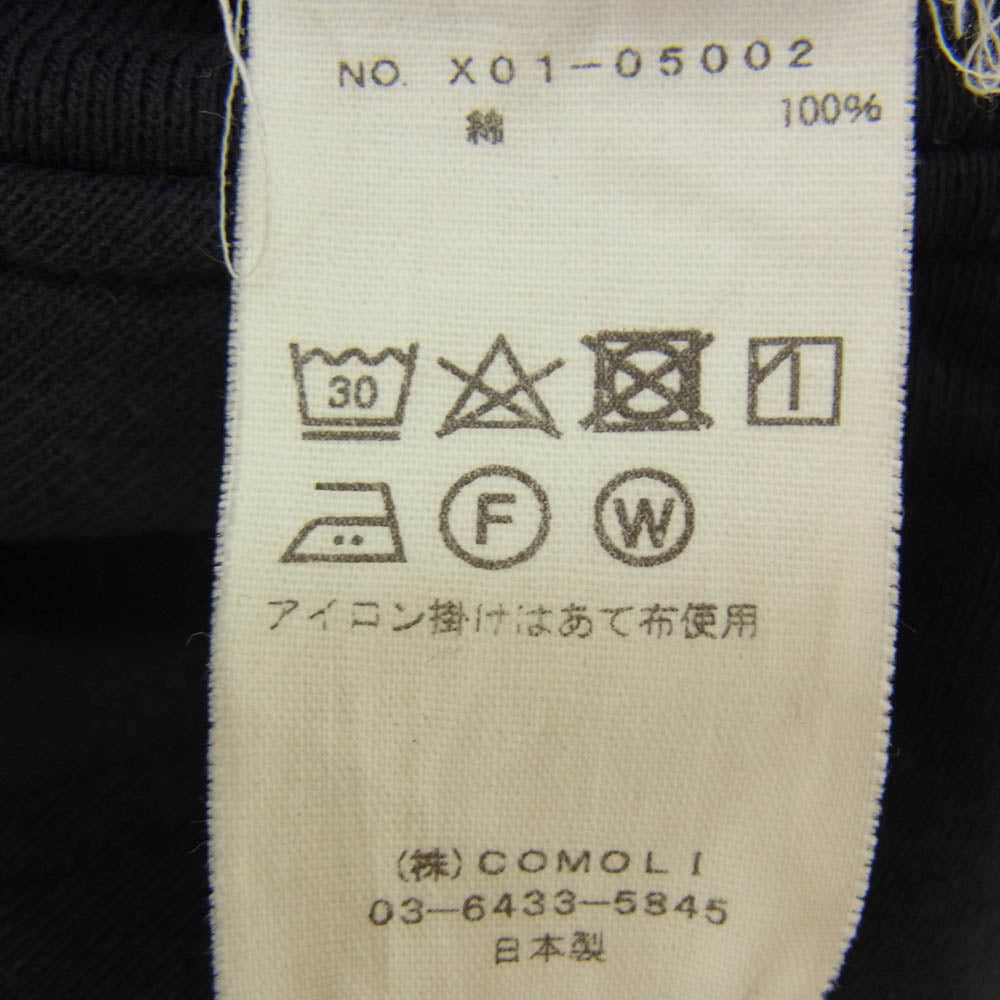 NO. X01-05002
綿 100%
30
F W
アイロン掛けはあて布使用
(株)COMOLI
03-6433-5845
日本製